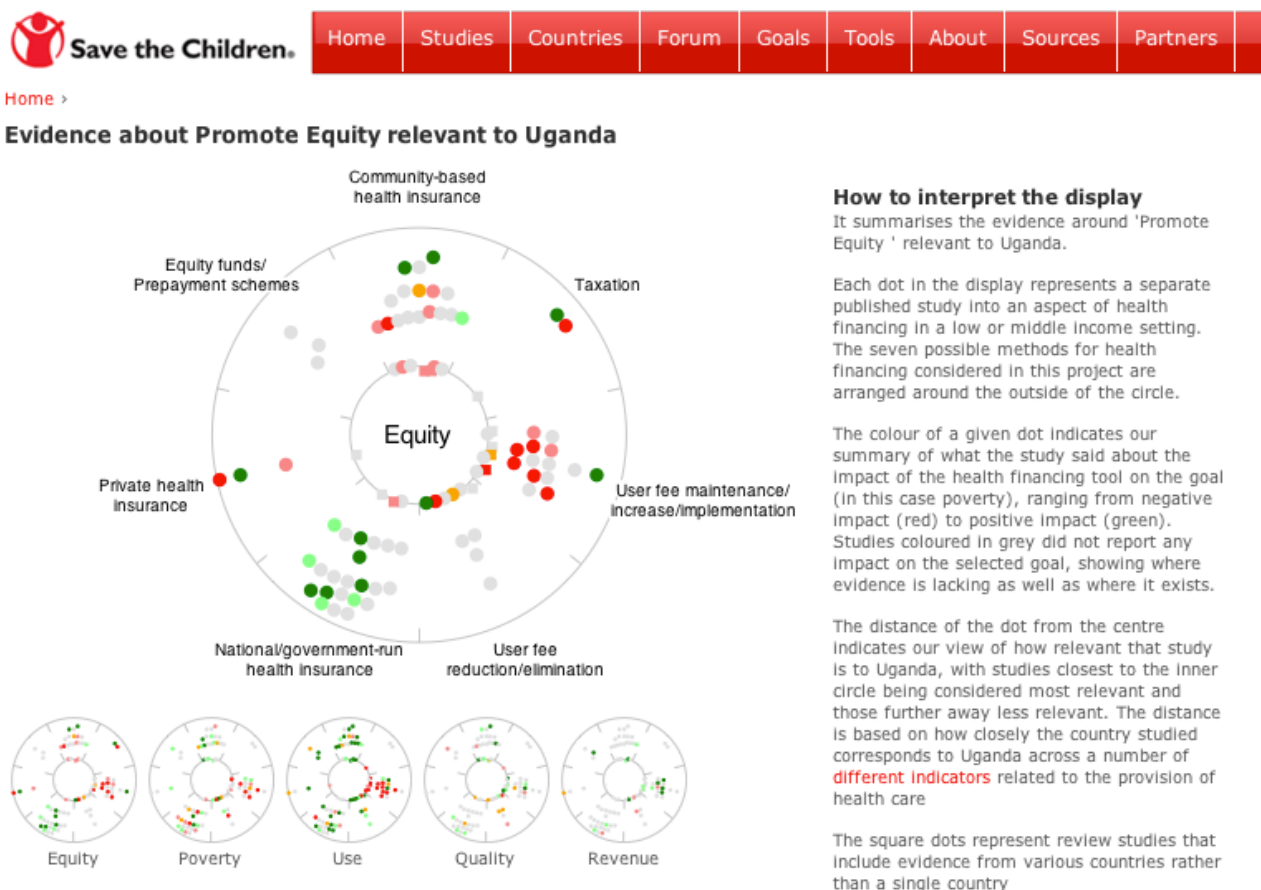 Save the Children.
Home Studies Countries Forum Goals Tools About Sources Partners
Home ›
Evidence about Promote Equity relevant to Uganda
Community-based
health insurance
Equity funds/
Prepayment schemes
Taxation
Equity
Private health
insurance
User fee maintenance/
increase/implementation
National/government-run
health insurance
User fee
reduction/elimination
Equity Poverty Use Quality Revenue
How to interpret the display
It summarises the evidence around 'Promote
Equity ' relevant to Uganda.
Each dot in the display represents a separate
published study into an aspect of health
financing in a low or middle income setting.
The seven possible methods for health
financing considered in this project are
arranged around the outside of the circle.
The colour of a given dot indicates our
summary of what the study said about the
impact of the health financing tool on the goal
(in this case poverty), ranging from negative
impact (red) to positive impact (green).
Studies coloured in grey did not report any
impact on the selected goal, showing where
evidence is lacking as well as where it exists.
The distance of the dot from the centre
indicates our view of how relevant that study
is to Uganda, with studies closest to the inner
circle being considered most relevant and
those further away less relevant. The distance
is based on how closely the country studied
corresponds to Uganda across a number of
different indicators related to the provision of
health care
The square dots represent review studies that
include evidence from various countries rather
than a single country